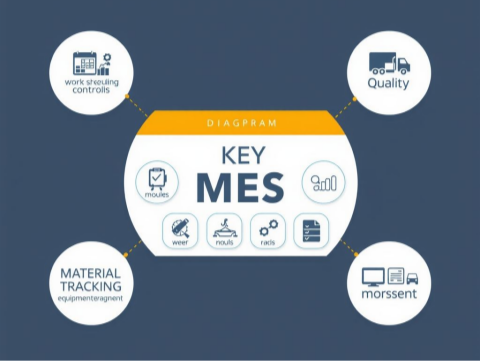 work sheuling
controlls
Quality
DIAGPRAM
KEY
MES
moules
weer
nouls
rads
MATERIAL
TRACKING
equipmenteragnent
morssent